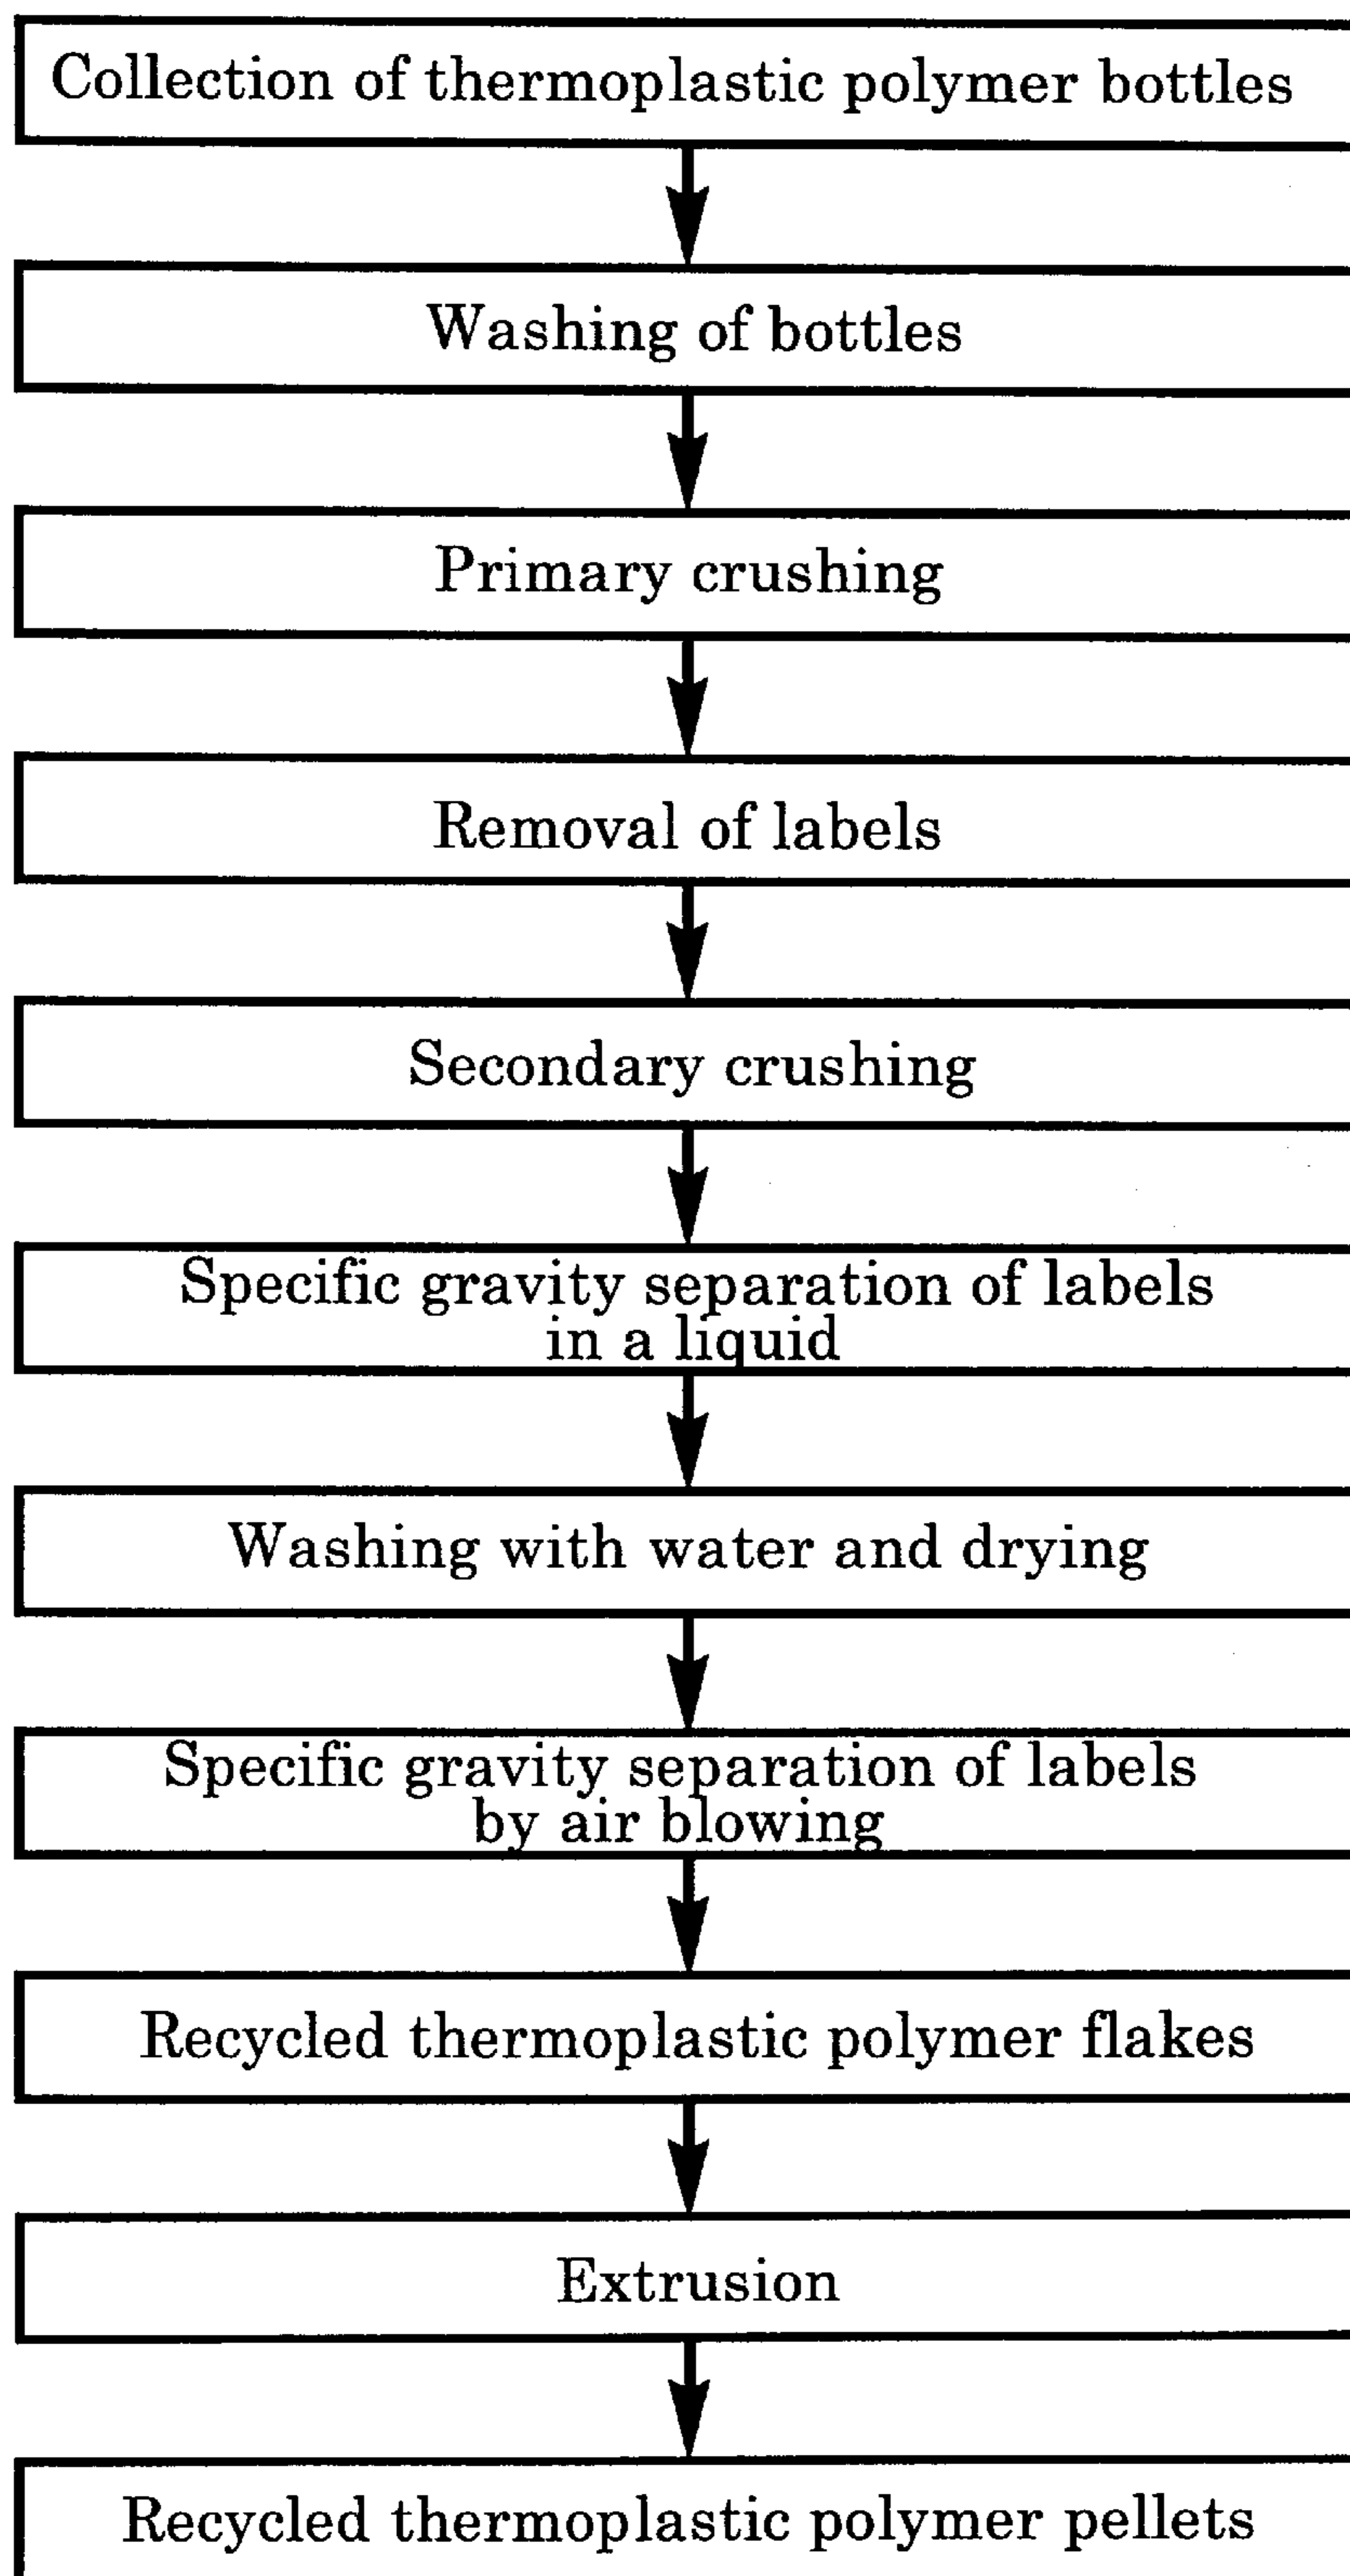 Collection of thermoplastic polymer bottles
Washing of bottles
Primary crushing
Removal of labels
Secondary crushing
Specific gravity separation of labels
in a liquid
Washing with water and drying
Specific gravity separation of labels
by air blowing
Recycled thermoplastic polymer flakes
Extrusion
Recycled thermoplastic polymer pellets